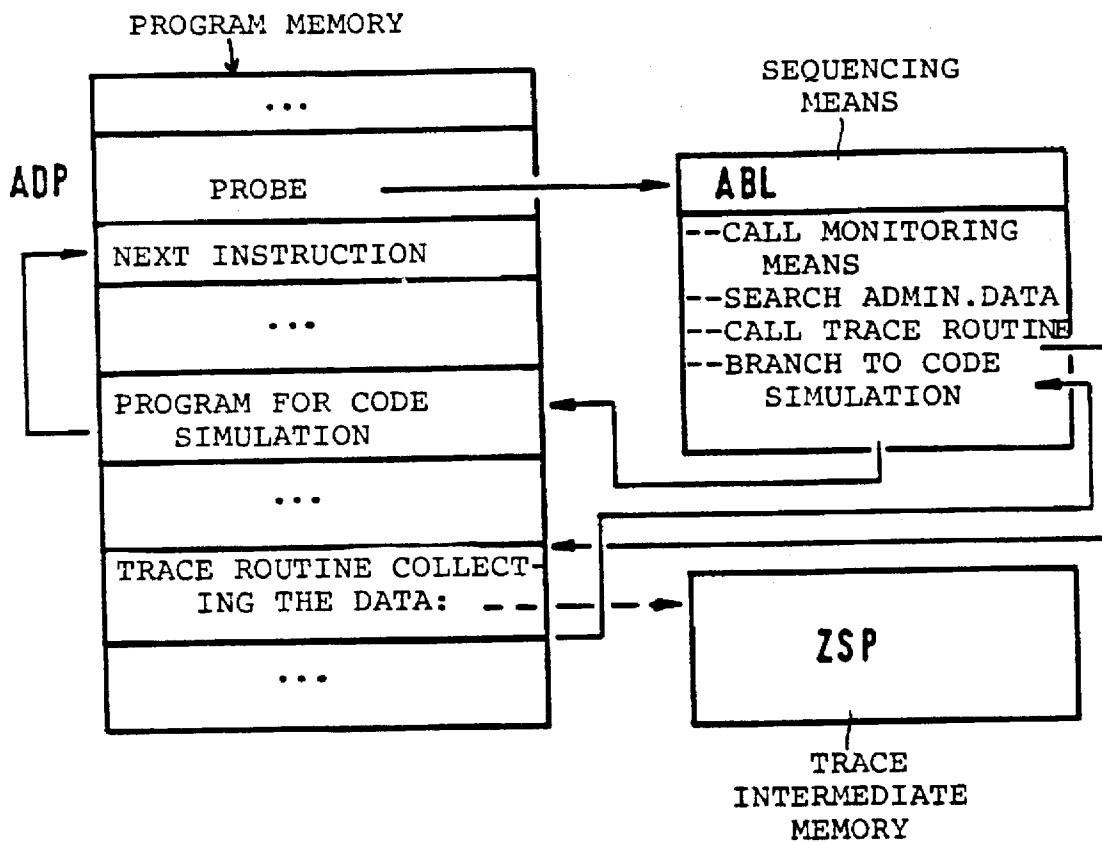 PROGRAM MEMORY
...
ADP
PROBE
NEXT INSTRUCTION
...
PROGRAM FOR CODE
SIMULATION
...
TRACE ROUTINE COLLECT-
ING THE DATA:
...
SEQUENCING
MEANS
ABL
--CALL MONITORING
MEANS
--SEARCH ADMIN.DATA
--CALL TRACE ROUTINE
--BRANCH TO CODE
SIMULATION
ZSP
TRACE
INTERMEDIATE
MEMORY